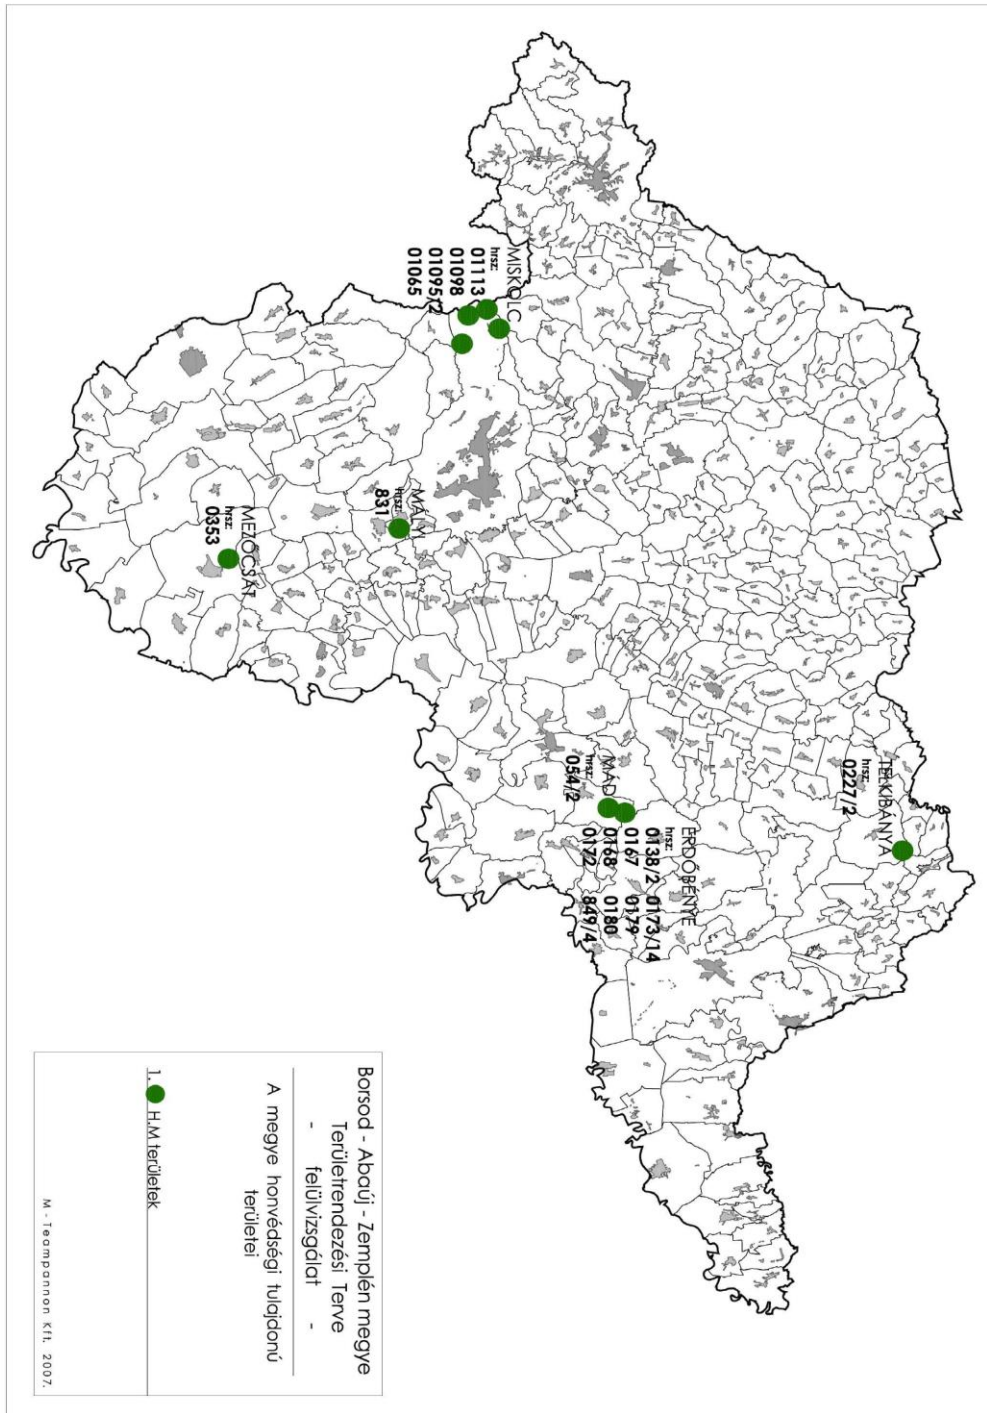 MISKOLC
hrsz:
01113
01098
01095/2
01065
MÁLYI
hrsz:
831
MEZŐCSÁT
hrsz:
0353
TELKIBÁNYA
hrsz:
0227/2
MÁD
hrsz:
054/2
ERDŐBÉNYE
hrsz:
0138/2 0173/14
0167 0179
0168 0180
0172 849/4
Borsod - Abaúj - Zemplén megye
Területrendezési Terve
- felülvizsgálat -
A megye honvédségi tulajdonú
területei
1. H.M területek
M - Teampannon Kft. 2007.